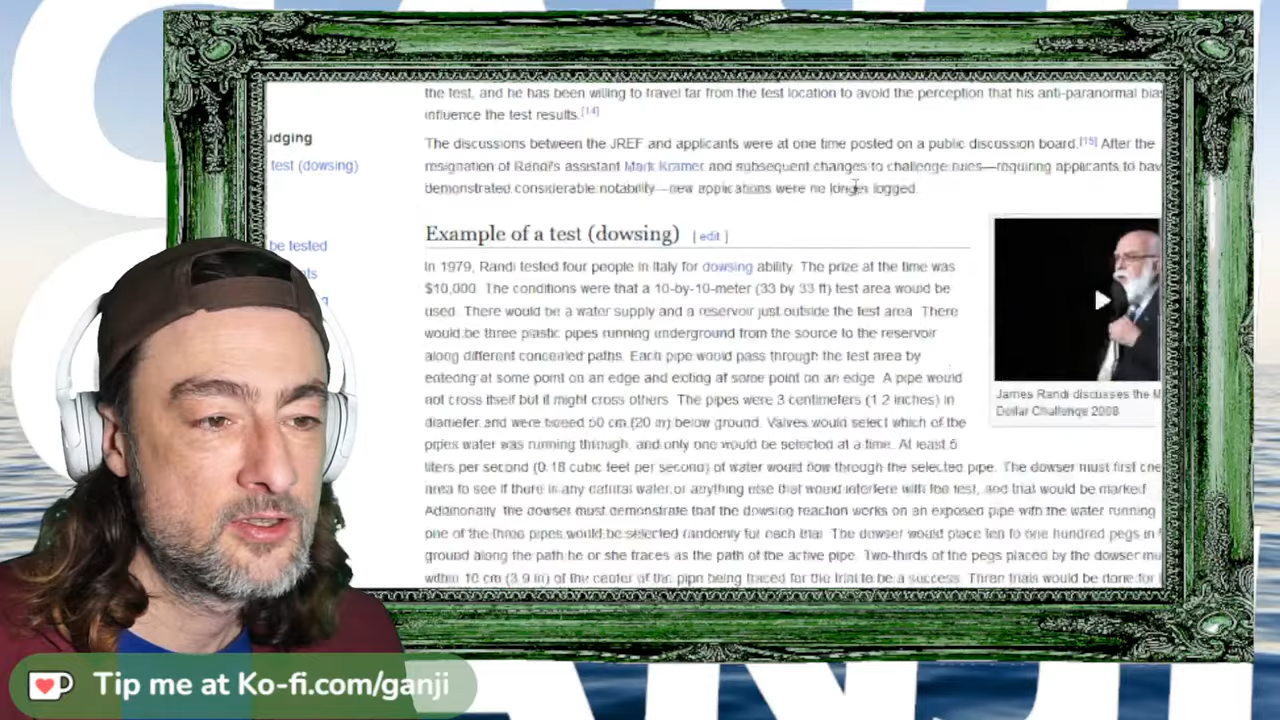 the test, and he has been willing to travel far from the test location to avoid the perception that his anti-paranormal bias
influence the test results.[14]
The discussions between the JREF and applicants were at one time posted on a public discussion board.[15] After the
resignation of Randi's assistant Mark Kramer and subsequent changes to challenge rules—requiring applicants to hav
demonstrated considerable notability—new applications were no longer logged.
udging
test (dowsing)
be tested
nts
Example of a test (dowsing) [ edit ]
In 1979, Randi tested four people in Italy for dowsing ability. The prize at the time was
$10,000. The conditions were that a 10-by-10-meter (33 by 33 ft) test area would be
used. There would be a water supply and a reservoir just outside the test area. There
would be three plastic pipes running underground from the source to the reservoir
along different concealed paths. Each pipe would pass through the test area by
entering at some point on an edge and exiting at some point on an edge. A pipe would
not cross itself but it might cross others. The pipes were 3 centimeters (1.2 inches) in
diameter and were buried 50 cm (20 in) below ground. Valves would select which of the
pipes water was running through, and only one would be selected at a time. At least 5
liters per second (0.18 cubic feet per second) of water would flow through the selected pipe. The dowser must first che
area to see if there is any natural water or anything else that would interfere with the test, and that would be marked.
Additionally, the dowser must demonstrate that the dowsing reaction works on an exposed pipe with the water running
one of the three pipes would be selected randomly for each trial. The dowser would place ten to one hundred pegs in
ground along the path he or she traces as the path of the active pipe. Two-thirds of the pegs placed by the dowser mu
within 10 cm (3.9 in) of the center of the pipe being traced for the trial to be a success. Three trials would be done for
James Randi discusses the M
Dollar Challenge 2008
Tip me at Ko-fi.com/ganji